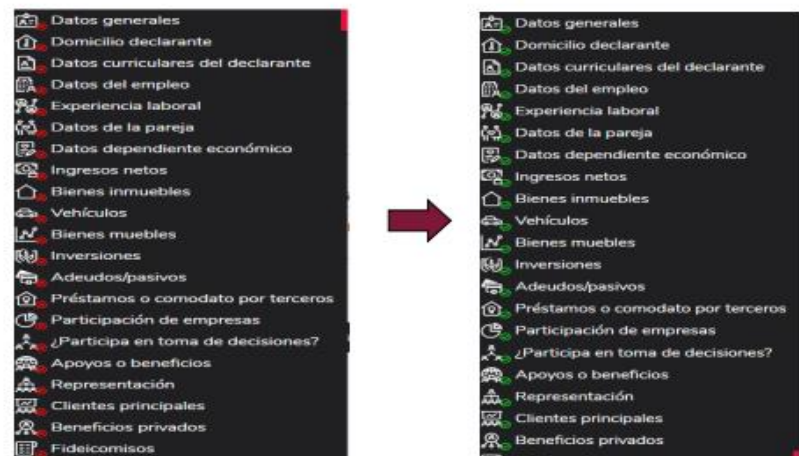 Datos generales
Domicilio declarante
Datos curriculares del declarante
Datos del empleo
Experiencia laboral
Datos de la pareja
Datos dependiente económico
Ingresos netos
Bienes inmuebles
Vehículos
Bienes muebles
Inversiones
Adeudos/pasivos
Préstamos o comodato por terceros
Participación de empresas
¿Participa en toma de decisiones?
Apoyos o beneficios
Representación
Clientes principales
Beneficios privados
Fideicomisos
Datos generales
Domicilio declarante
Datos curriculares del declarante
Datos del empleo
Experiencia laboral
Datos de la pareja
Datos dependiente económico
Ingresos netos
Bienes inmuebles
Vehículos
Bienes muebles
Inversiones
Adeudos/pasivos
Préstamos o comodato por terceros
Participación de empresas
¿Participa en toma de decisiones?
Apoyos o beneficios
Representación
Clientes principales
Beneficios privados